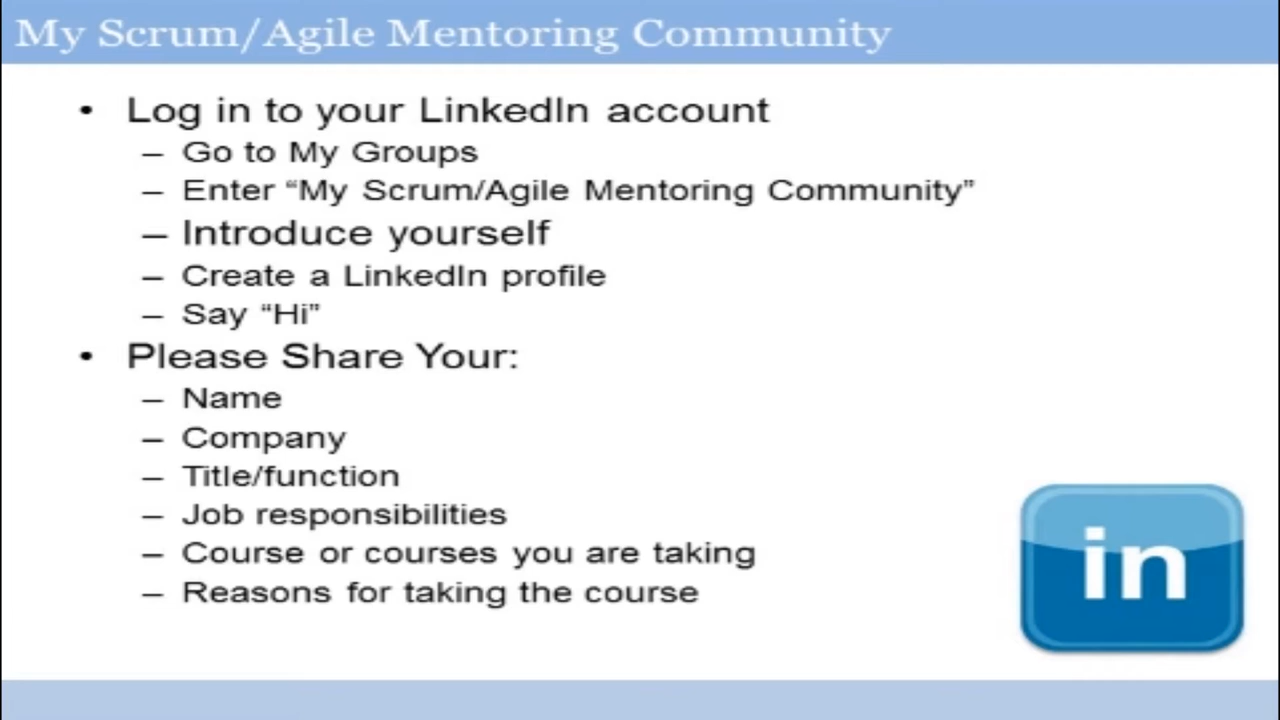 My Scrum/Agile Mentoring Community
• Log in to your LinkedIn account
– Go to My Groups
– Enter “My Scrum/Agile Mentoring Community”
– Introduce yourself
– Create a LinkedIn profile
– Say “Hi”
• Please Share Your:
– Name
– Company
– Title/function
– Job responsibilities
– Course or courses you are taking
– Reasons for taking the course
in